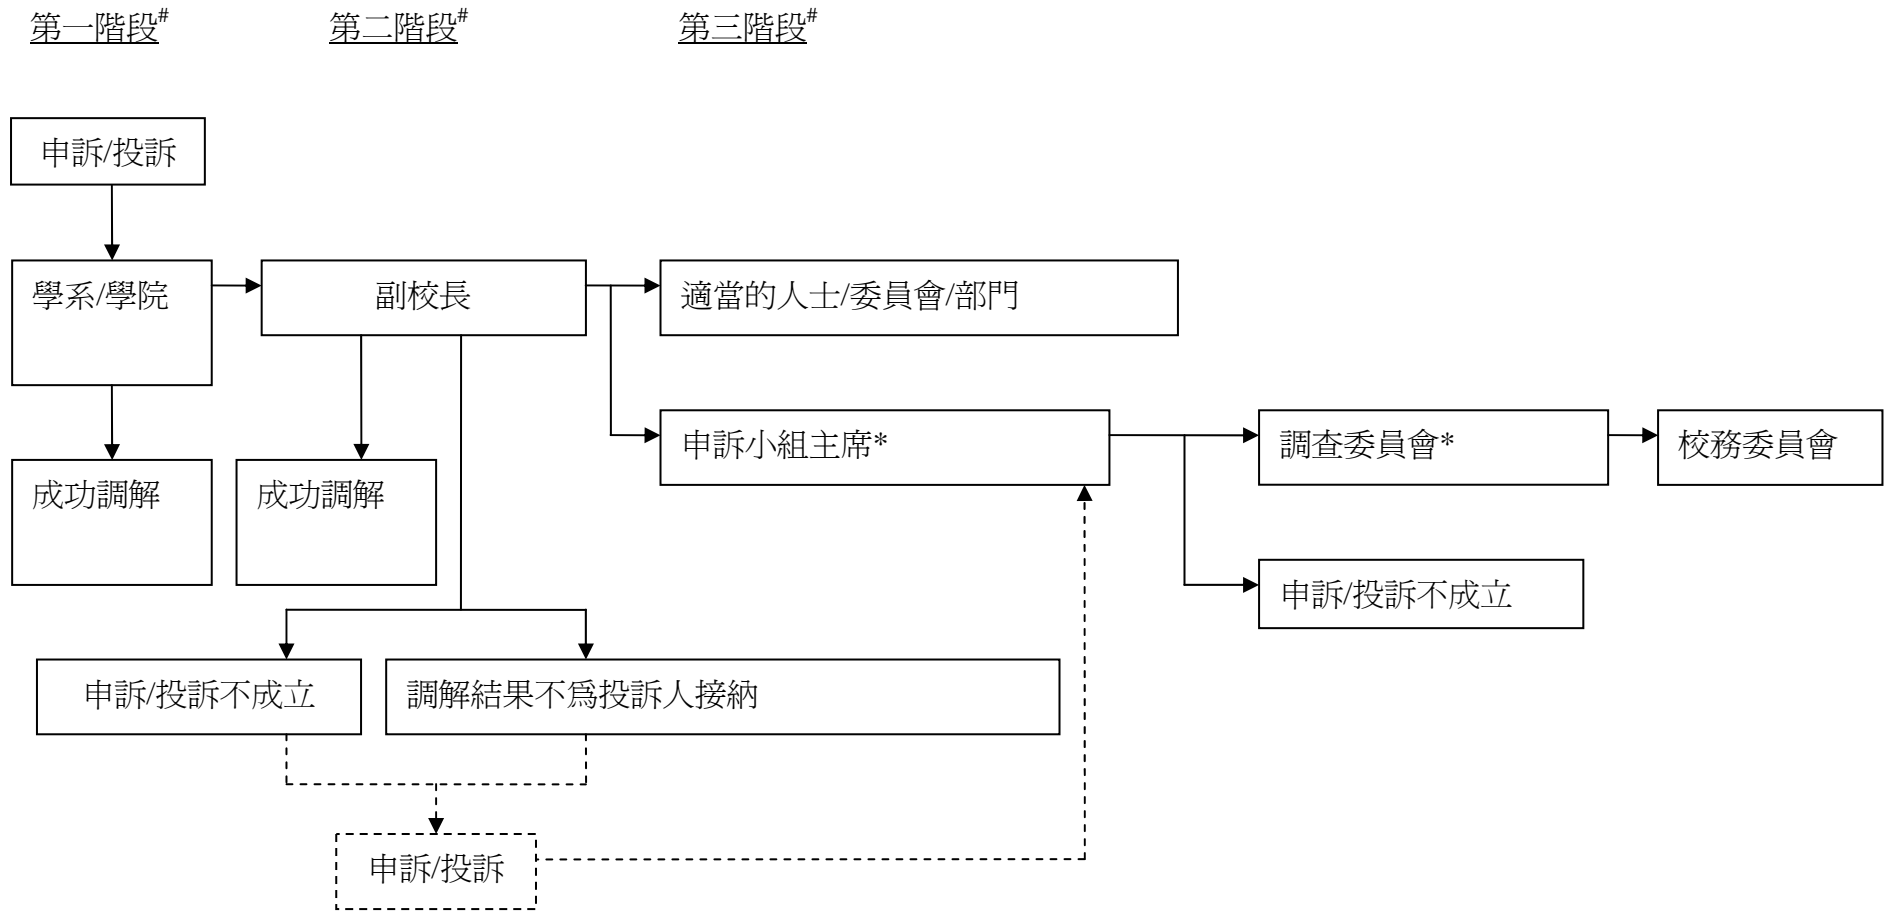 第一階段#
第二階段#
第三階段#
申訴/投訴
學系/學院
副校長
適當的人士/委員會/部門
申訴小組主席*
調查委員會*
校務委員會
成功調解
成功調解
申訴/投訴不成立
申訴/投訴不成立
調解結果不爲投訴人接納
申訴/投訴